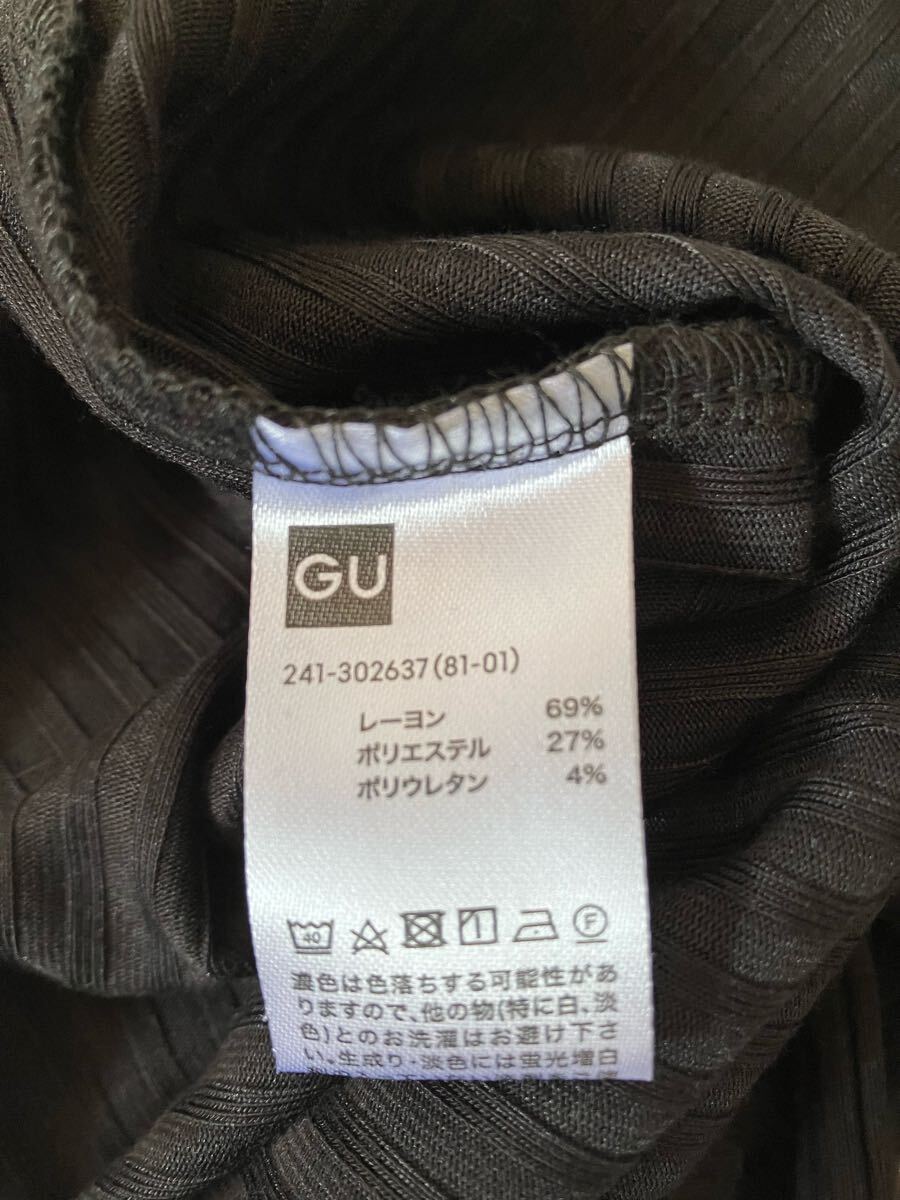 GU
241-302637(81-01)
レーヨン 69%
ポリエステル 27%
ポリウレタン 4%
40 F
濃色は色落ちする可能性があ
りますので、他の物(特に白、淡
色)とのお洗濯はお避け下さ
い。生成り・淡色には蛍光増白